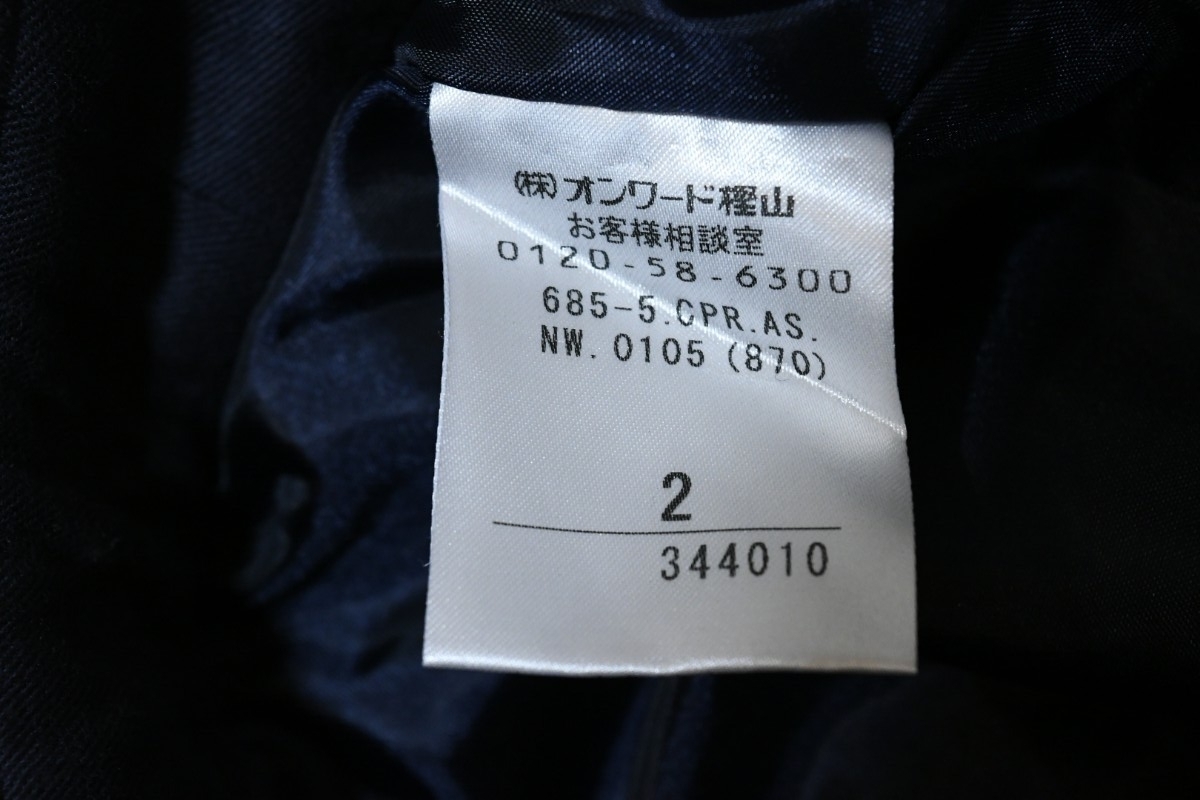 ㈱オンワード樫山
お客様相談室
0120-58-6300
685-5.CPR.AS.
NW.0105(870)
2
344010